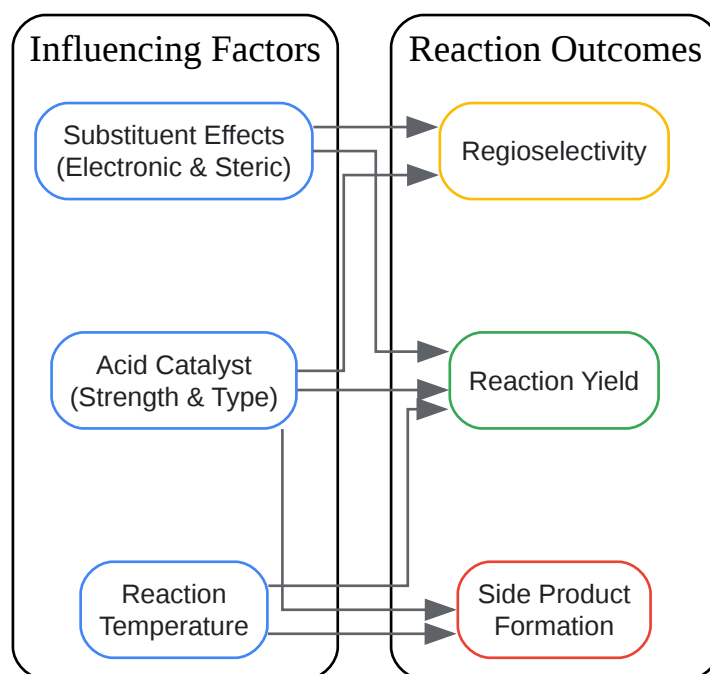 Influencing Factors
Substituent Effects
(Electronic & Steric)
Acid Catalyst
(Strength & Type)
Reaction
Temperature
Reaction Outcomes
Regioselectivity
Reaction Yield
Side Product
Formation